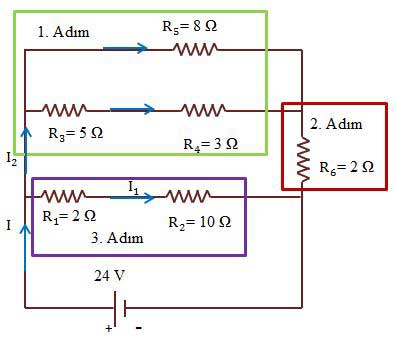 1. Adım
R₅= 8 Ω
R₃= 5 Ω
R₄= 3 Ω
2. Adım
R₆= 2 Ω
I₂
I₁
R₁= 2 Ω
R₂= 10 Ω
I
3. Adım
24 V
+ -